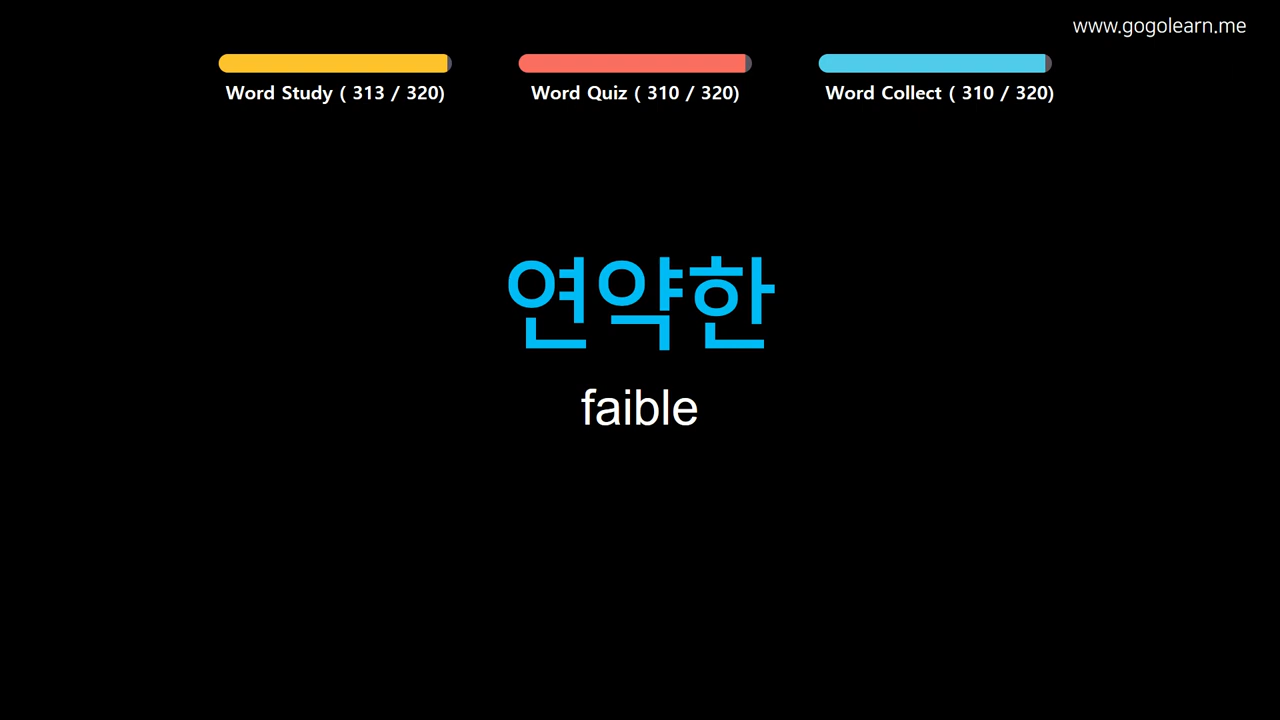 www.gogolearn.me
Word Study ( 313 / 320)
Word Quiz ( 310 / 320)
Word Collect ( 310 / 320)
연약한
faible